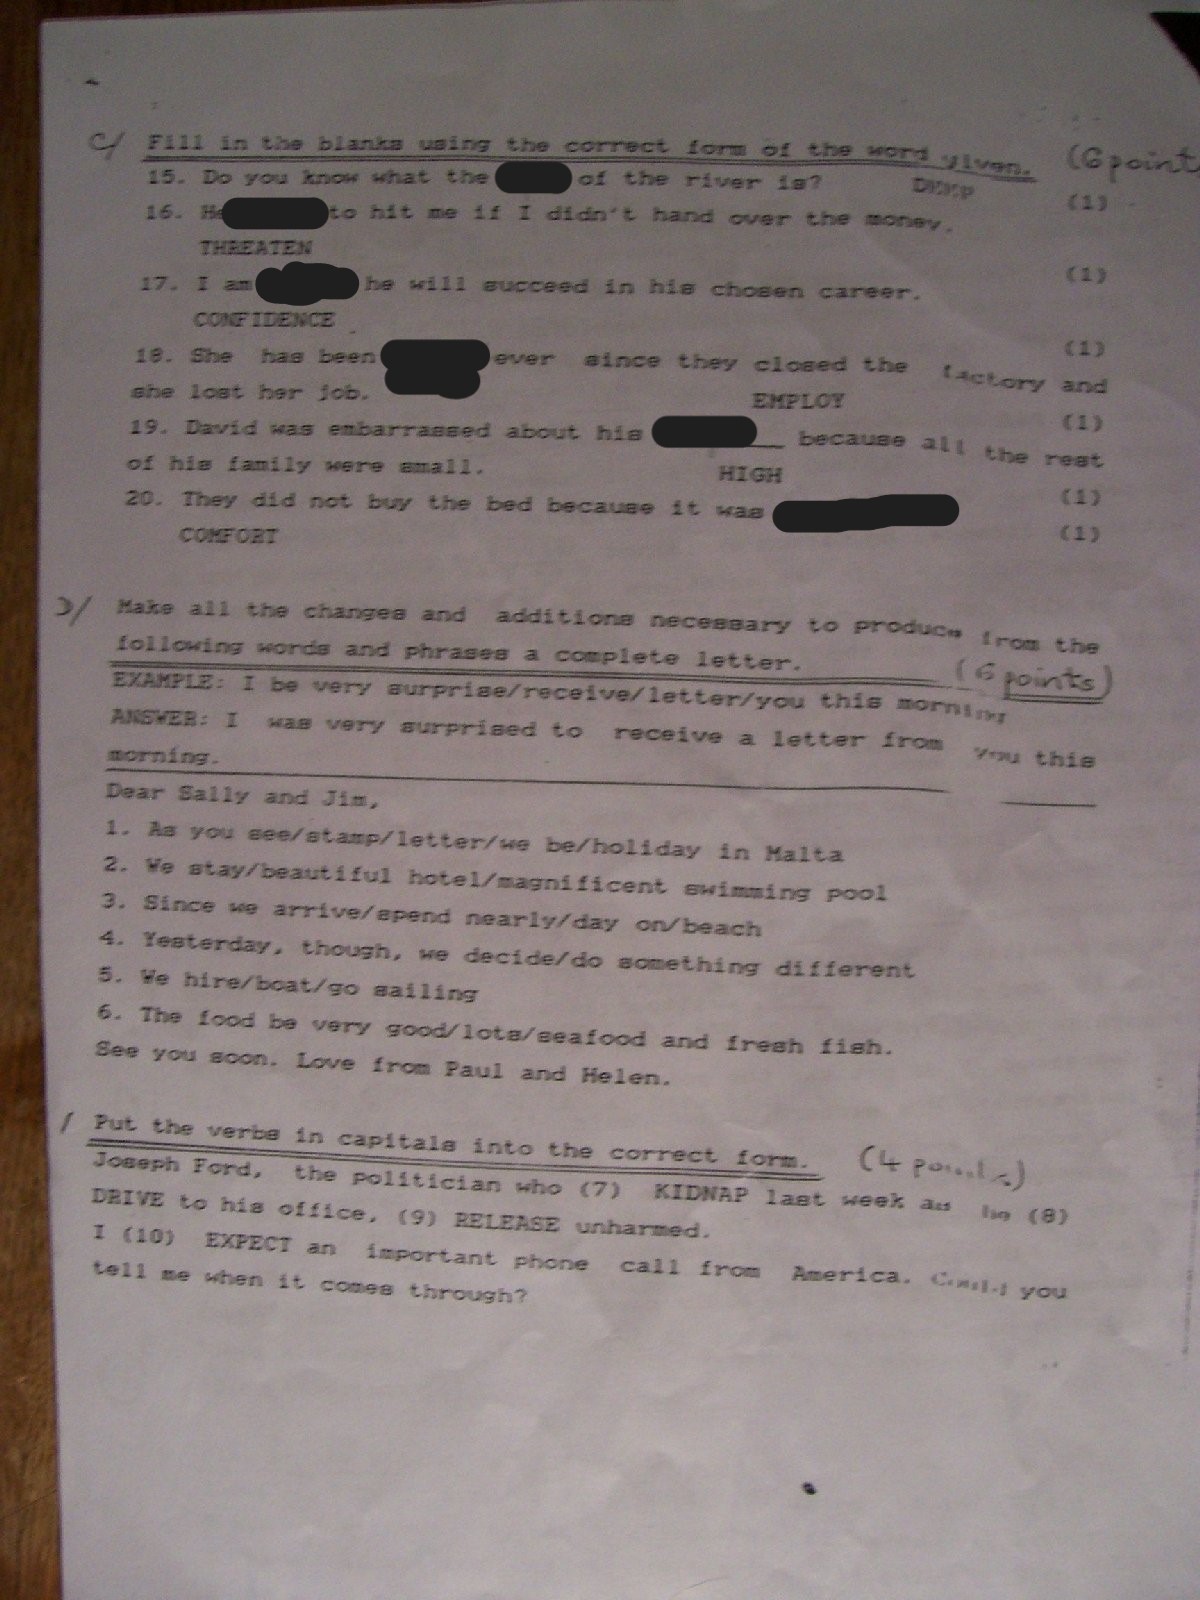 C/ Fill in the blanks using the correct form of the word given. (6 points
15. Do you know what the of the river is? DEEP (1)
16. He to hit me if I didn't hand over the money.
THREATEN (1)
17. I am he will succeed in his chosen career.
CONFIDENCE (1)
18. She has been ever since they closed the factory and
she lost her job. EMPLOY (1)
19. David was embarrassed about his __ because all the rest
of his family were small. HIGH (1)
20. They did not buy the bed because it was
COMFORT (1)
D/ Make all the changes and additions necessary to produce from the
following words and phrases a complete letter. (6 points)
EXAMPLE: I be very surprise/receive/letter/you this morning
ANSWER: I was very surprised to receive a letter from you this
morning.
Dear Sally and Jim,
1. As you see/stamp/letter/we be/holiday in Malta
2. We stay/beautiful hotel/magnificent swimming pool
3. Since we arrive/spend nearly/day on/beach
4. Yesterday, though, we decide/do something different
5. We hire/boat/go sailing
6. The food be very good/lots/seafood and fresh fish.
See you soon. Love from Paul and Helen.
/ Put the verbs in capitals into the correct form. (4 points)
Joseph Ford, the politician who (7) KIDNAP last week as he (8)
DRIVE to his office, (9) RELEASE unharmed.
I (10) EXPECT an important phone call from America. Could you
tell me when it comes through?